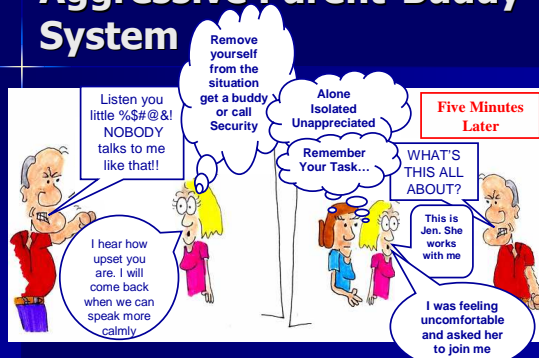 Aggressive Parent Buddy
System
Remove
yourself
from the
situation
get a buddy
or call
Security
Listen you
little %$#@&!
NOBODY
talks to me
like that!!
I hear how
upset you
are. I will
come back
when we can
speak more
calmly
Alone
Isolated
Unappreciated
Remember
Your Task…
Five Minutes
Later
WHAT'S
THIS ALL
ABOUT?
This is
Jen. She
works
with me
I was feeling
uncomfortable
and asked her
to join me